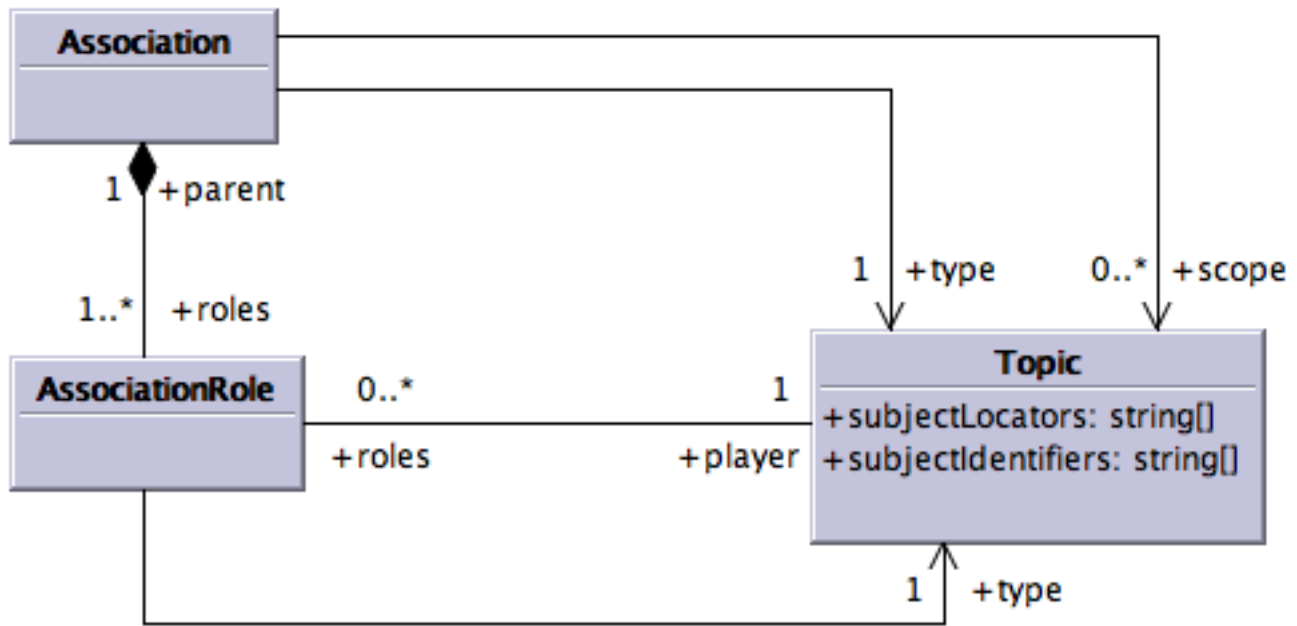 Association
1 +parent
1 +type
0..* +scope
1..* +roles
AssociationRole
0..*
1
+roles
+player
Topic
+subjectLocators: string[]
+subjectIdentifiers: string[]
1 +type